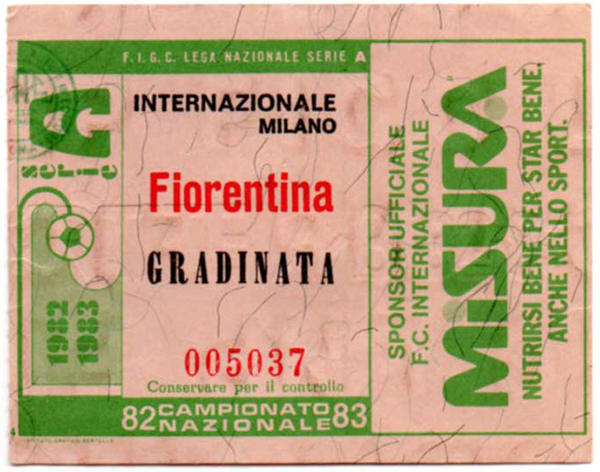 F.I.G.C. LEGA NAZIONALE SERIE A
A
serie
INTERNAZIONALE
MILANO
Fiorentina
GRADINATA
1982
1983
005037
Conservare per il controllo
82 CAMPIONATO NAZIONALE 83
SPONSOR UFFICIALE
F.C. INTERNAZIONALE
MISURA
NUTRIRSI BENE PER STAR BENE.
ANCHE NELLO SPORT.